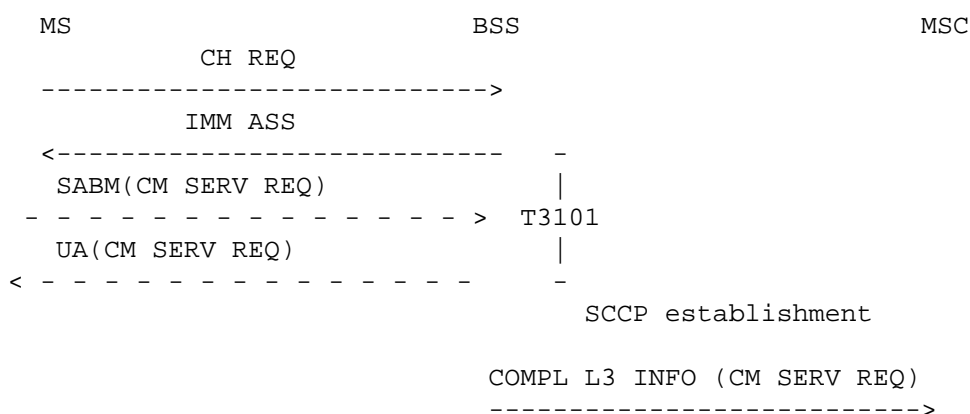 MS BSS MSC
CH REQ
---------------------------->
IMM ASS
<---------------------------- -
SABM(CM SERV REQ) |
- - - - - - - - - - - - - - - > T3101
UA(CM SERV REQ) |
< - - - - - - - - - - - - - - -
SCCP establishment
COMPL L3 INFO (CM SERV REQ)
--------------------------->